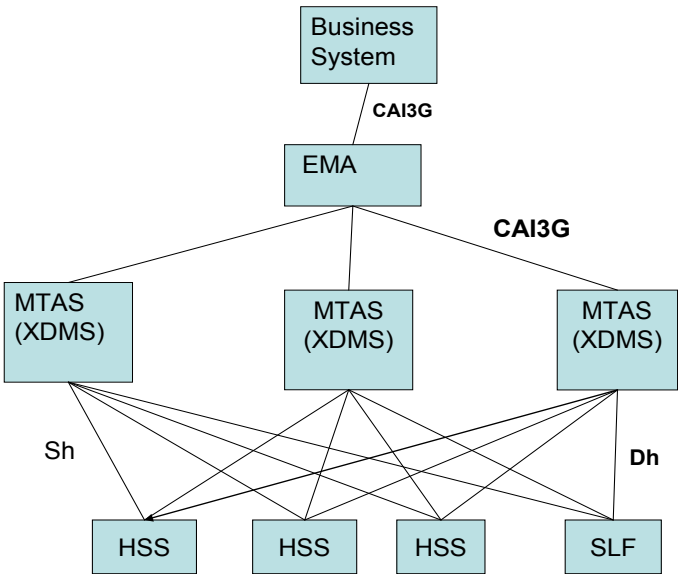 Business
System
CAI3G
EMA
CAI3G
MTAS
(XDMS)
MTAS
(XDMS)
MTAS
(XDMS)
Sh
Dh
HSS
HSS
HSS
SLF